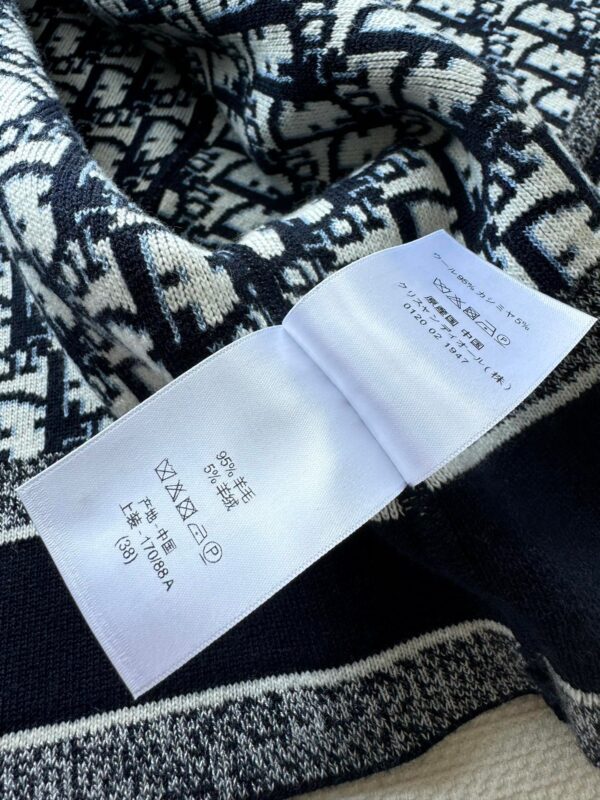 95% 羊毛
5% 羊绒
P
产地 - 中国
上装 - 170/88 A
(38)
ウール95% カシミヤ5%
P
原産国 中国
クリスチャンディオール(株)
0120 02 1947